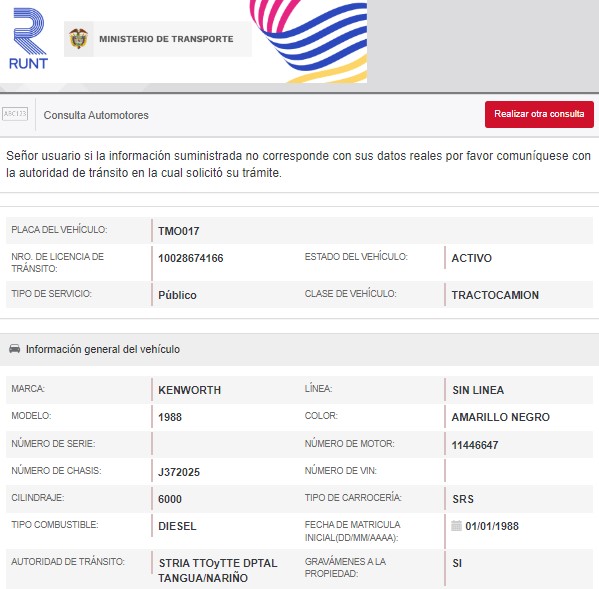 RUNT
MINISTERIO DE TRANSPORTE
ABC123
Consulta Automotores
Realizar otra consulta
Señor usuario si la información suministrada no corresponde con sus datos reales por favor comuníquese con
la autoridad de tránsito en la cual solicitó su trámite.
PLACA DEL VEHÍCULO: TMO017
NRO. DE LICENCIA DE TRÁNSITO: 10028674166 ESTADO DEL VEHÍCULO: ACTIVO
TIPO DE SERVICIO: Público CLASE DE VEHÍCULO: TRACTOCAMION
Información general del vehículo
MARCA: KENWORTH LÍNEA: SIN LINEA
MODELO: 1988 COLOR: AMARILLO NEGRO
NÚMERO DE SERIE: NÚMERO DE MOTOR: 11446647
NÚMERO DE CHASIS: J372025 NÚMERO DE VIN:
CILINDRAJE: 6000 TIPO DE CARROCERÍA: SRS
TIPO COMBUSTIBLE: DIESEL FECHA DE MATRICULA INICIAL(DD/MM/AAAA): 01/01/1988
AUTORIDAD DE TRÁNSITO: STRIA TTOyTTE DPTAL TANGUA/NARIÑO GRAVÁMENES A LA PROPIEDAD: SI